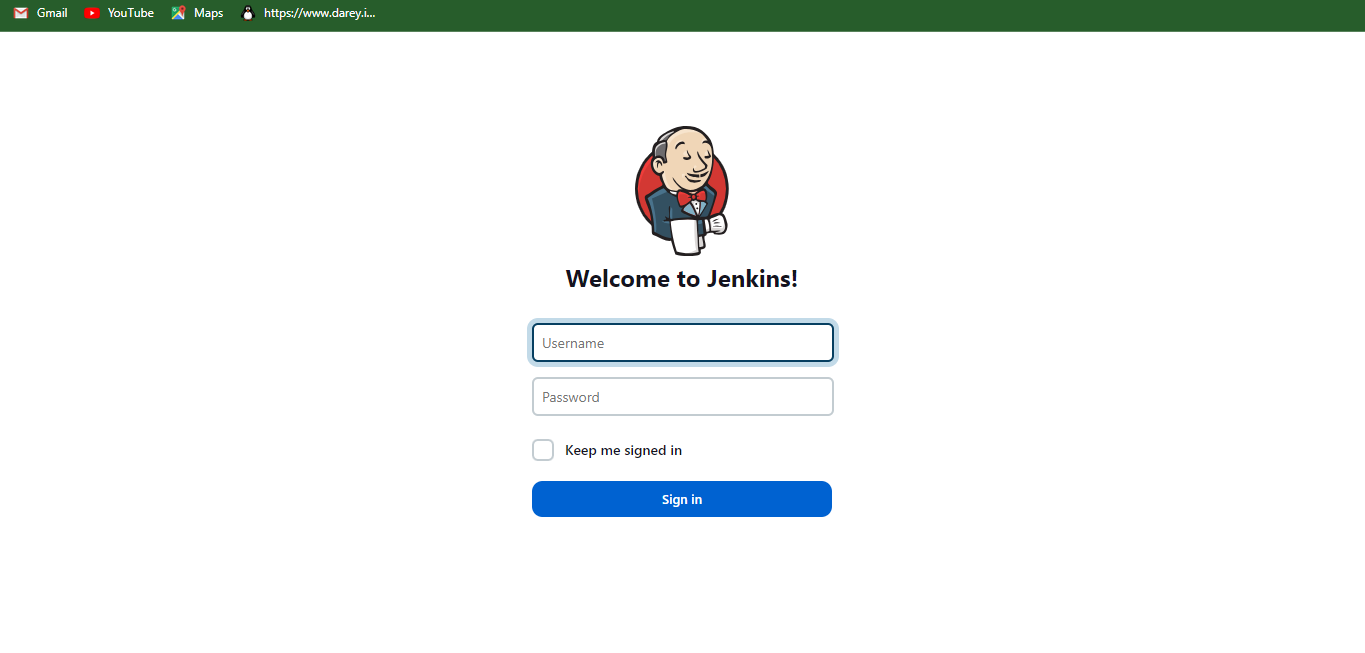 Gmail YouTube Maps https://www.darey.i...
Welcome to Jenkins!
Username
Password
Keep me signed in
Sign in